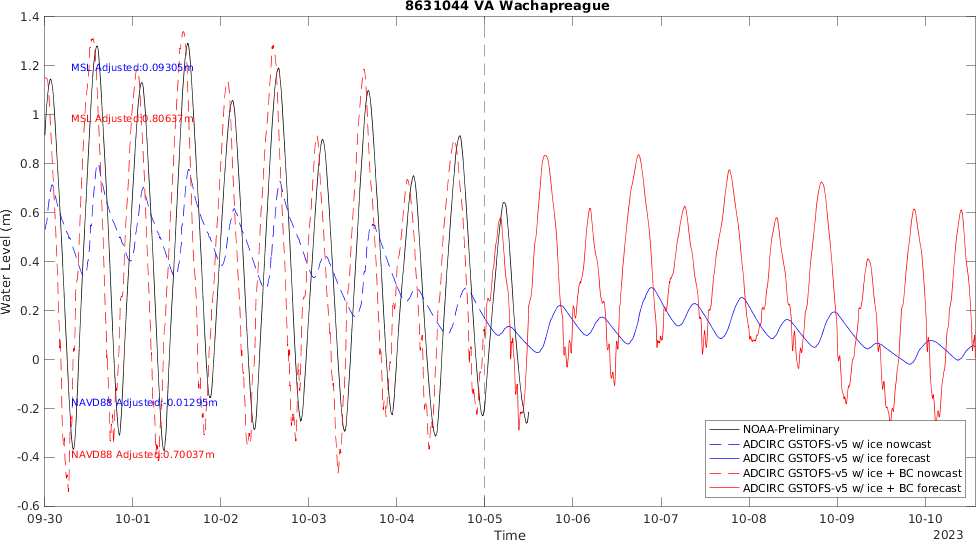 8631044 VA Wachapreague
1.4
1.2
1
0.8
0.6
0.4
0.2
0
-0.2
-0.4
-0.6
Water Level (m)
MSL Adjusted:0.09305m
MSL Adjusted:0.80637m
NAVD88 Adjusted:-0.01295m
NAVD88 Adjusted:0.70037m
NOAA-Preliminary
ADCIRC GSTOFS-v5 w/ ice nowcast
ADCIRC GSTOFS-v5 w/ ice forecast
ADCIRC GSTOFS-v5 w/ ice + BC nowcast
ADCIRC GSTOFS-v5 w/ ice + BC forecast
09-30 10-01 10-02 10-03 10-04 10-05 10-06 10-07 10-08 10-09 10-10
Time
2023